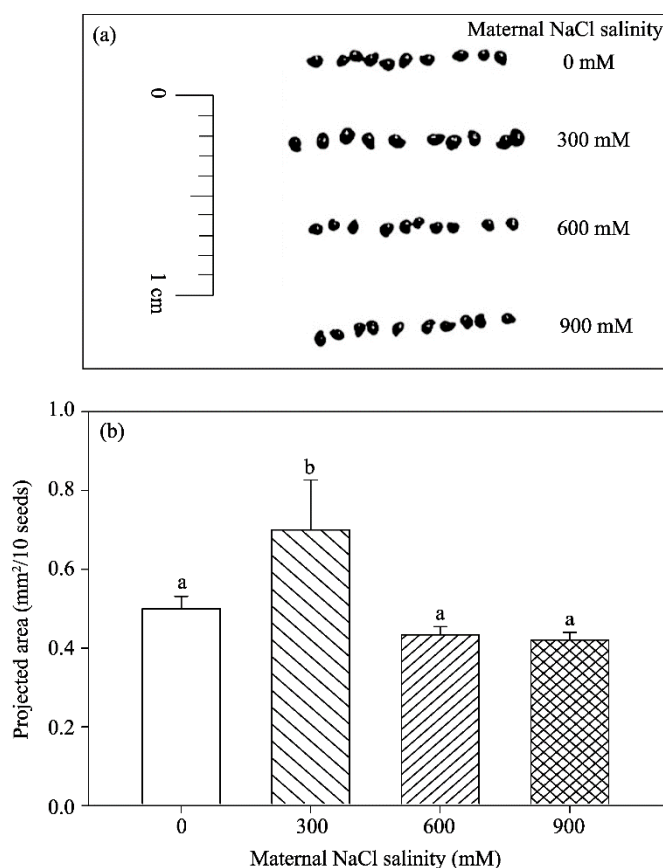 (a)
Maternal NaCl salinity
0 mM
0
300 mM
600 mM
1 cm
900 mM
(b)
1.0
0.8
0.6
0.4
0.2
0.0
Projected area (mm²/10 seeds)
a
b
a
a
0
300
600
900
Maternal NaCl salinity (mM)